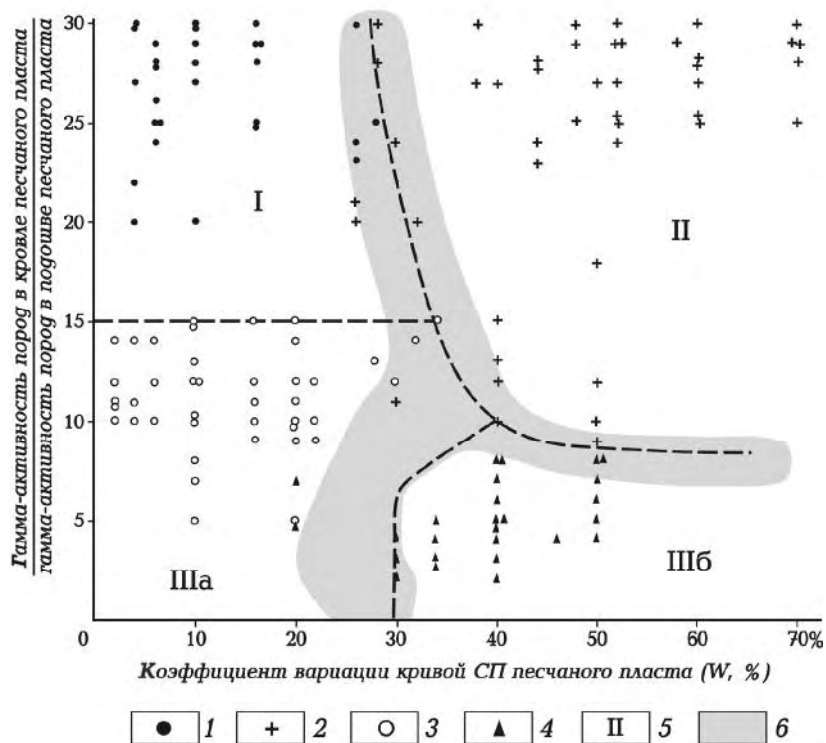 Гамма-активность пород в кровле песчаного пласта
гамма-активность пород в подошве песчаного пласта
30
25
20
15
10
5
I
II
IIIа
IIIб
0 10 20 30 40 50 60 70%
Коэффициент вариации кривой СП песчаного пласта (W, %)
1 2 3 4 II 5 6